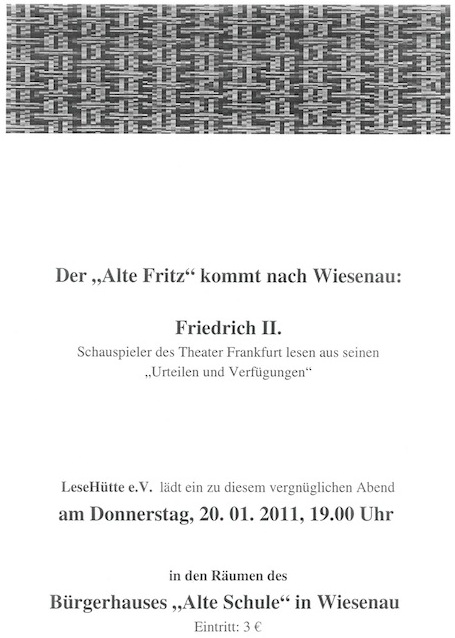 Der „Alte Fritz“ kommt nach Wiesenau:
Friedrich II.
Schauspieler des Theater Frankfurt lesen aus seinen
„Urteilen und Verfügungen“
LeseHütte e.V. lädt ein zu diesem vergnüglichen Abend
am Donnerstag, 20. 01. 2011, 19.00 Uhr
in den Räumen des
Bürgerhauses „Alte Schule“ in Wiesenau
Eintritt: 3 €